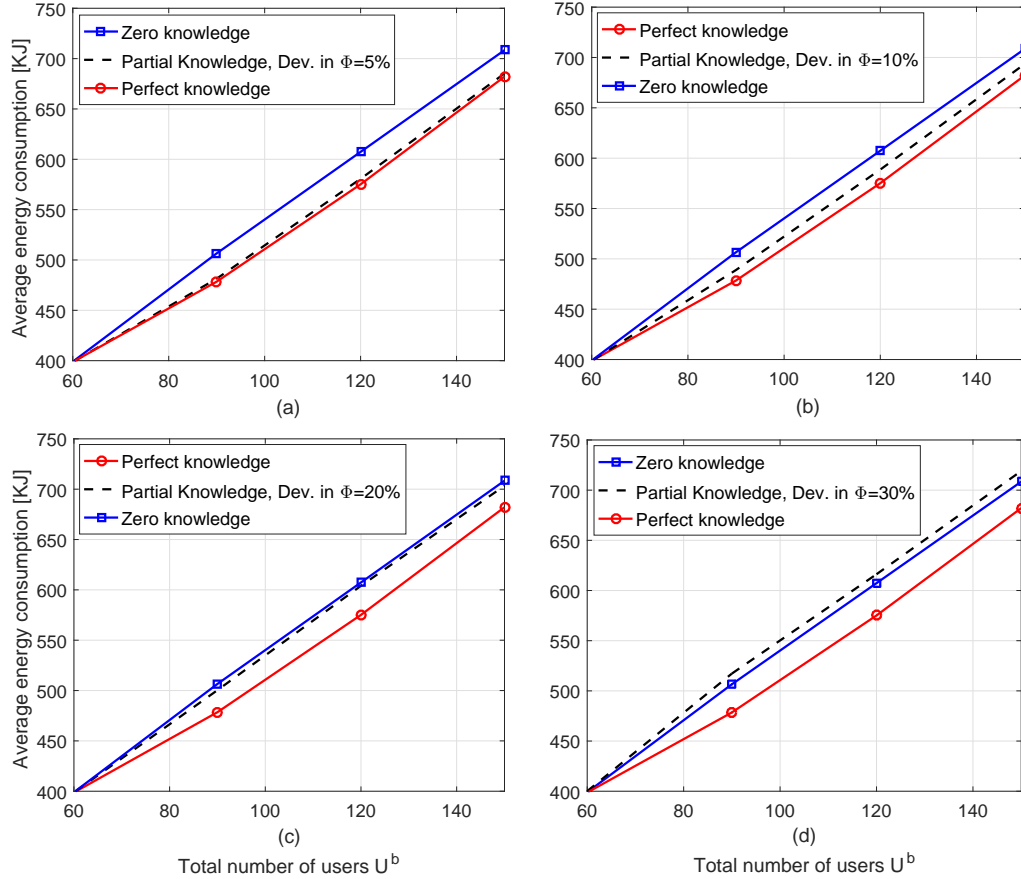 750
700
650
600
550
500
450
400
Average energy consumption [KJ]
Zero knowledge
Partial Knowledge, Dev. in Φ=5%
Perfect knowledge
60 80 100 120 140
(a)
750
700
650
600
550
500
450
400
Perfect knowledge
Partial Knowledge, Dev. in Φ=10%
Zero knowledge
60 80 100 120 140
(b)
750
700
650
600
550
500
450
400
Average energy consumption [KJ]
Perfect knowledge
Partial Knowledge, Dev. in Φ=20%
Zero knowledge
60 80 100 120 140
(c)
Total number of users U^b
750
700
650
600
550
500
450
400
Zero knowledge
Partial Knowledge, Dev. in Φ=30%
Perfect knowledge
60 80 100 120 140
(d)
Total number of users U^b